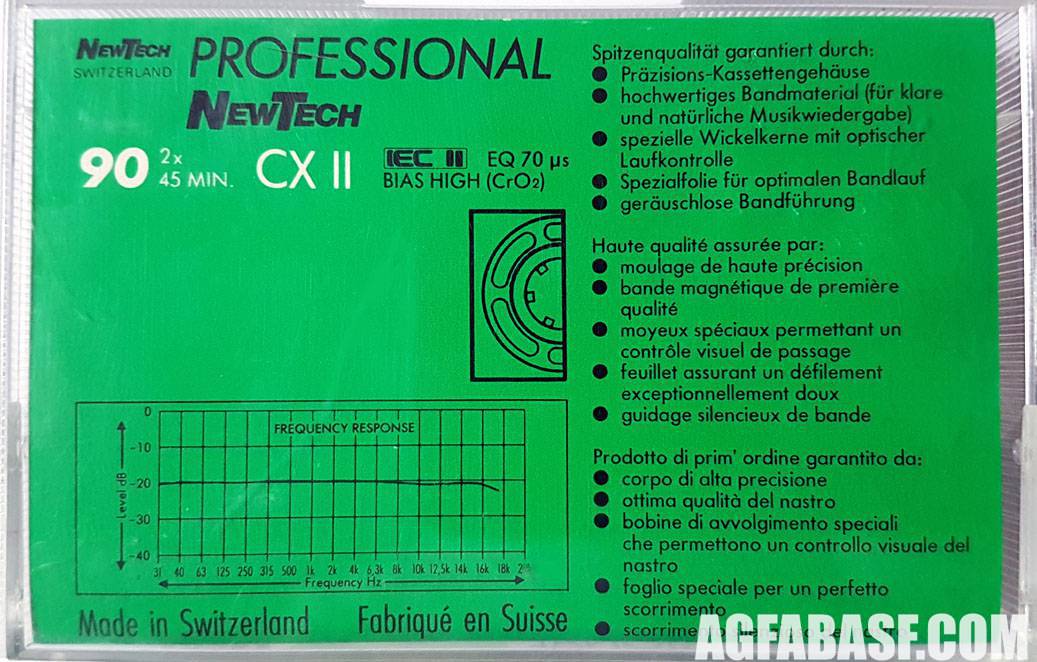 NEWTECH
SWITZERLAND
PROFESSIONAL
NEWTECH
90 2x
45 MIN.
CX II
IEC II EQ 70 µs
BIAS HIGH (CrO2)
FREQUENCY RESPONSE
Level dB
0
-10
-20
-30
-40
31 40 63 125 250 315 500 1k 2k 4k 6,3k 8k 10k 12,5k 14k 16k 18k
Frequency Hz
Made in Switzerland Fabriqué en Suisse
Spitzenqualität garantiert durch:
● Präzisions-Kassettengehäuse
● hochwertiges Bandmaterial (für klare
und natürliche Musikwiedergabe)
● spezielle Wickelkerne mit optischer
Laufkontrolle
● Spezialfolie für optimalen Bandlauf
● geräuschlose Bandführung
Haute qualité assurée par:
● moulage de haute précision
● bande magnétique de première
qualité
● moyeux spéciaux permettant un
contrôle visuel de passage
● feuillet assurant un défilement
exceptionnellement doux
● guidage silencieux de bande
Prodotto di prim' ordine garantito da:
● corpo di alta precisione
● ottima qualità del nastro
● bobine di avvolgimento speciali
che permettono un controllo visuale del
nastro
● foglio speciale per un perfetto
scorrimento
● scorrimento
AGFABASE.COM